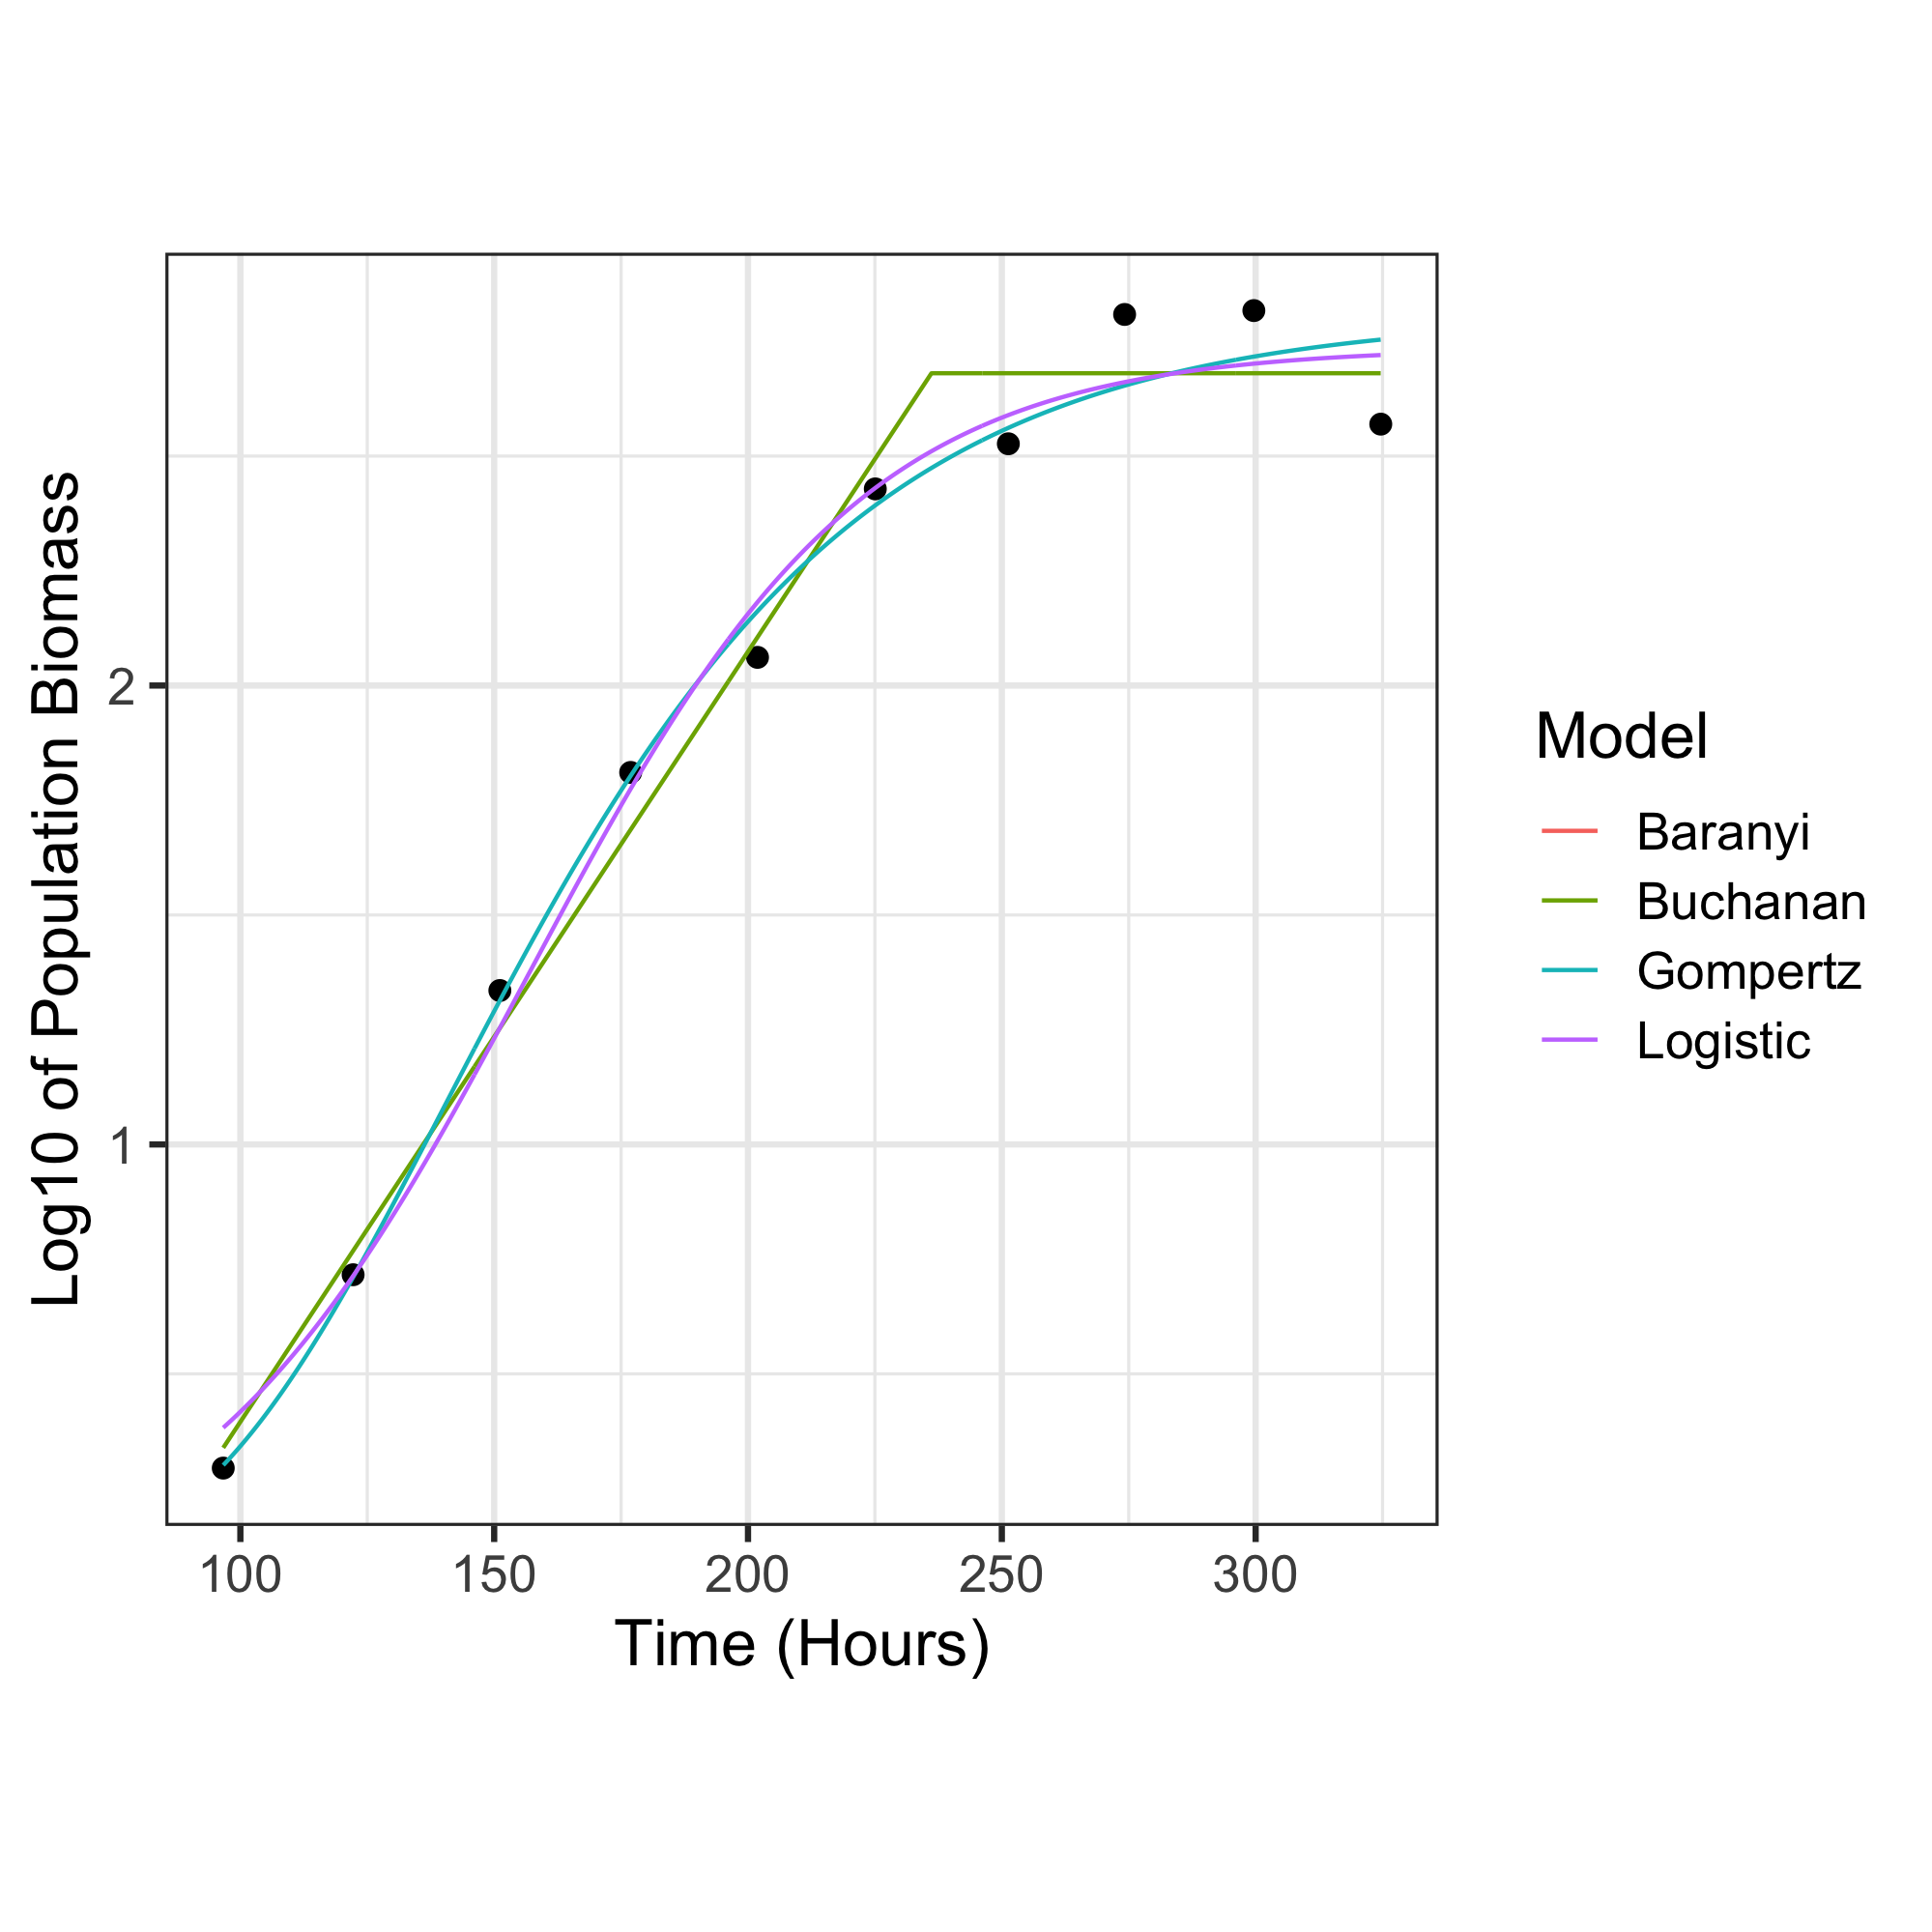 Log10 of Population Biomass
2
1
100 150 200 250 300
Time (Hours)
Model
Baranyi
Buchanan
Gompertz
Logistic